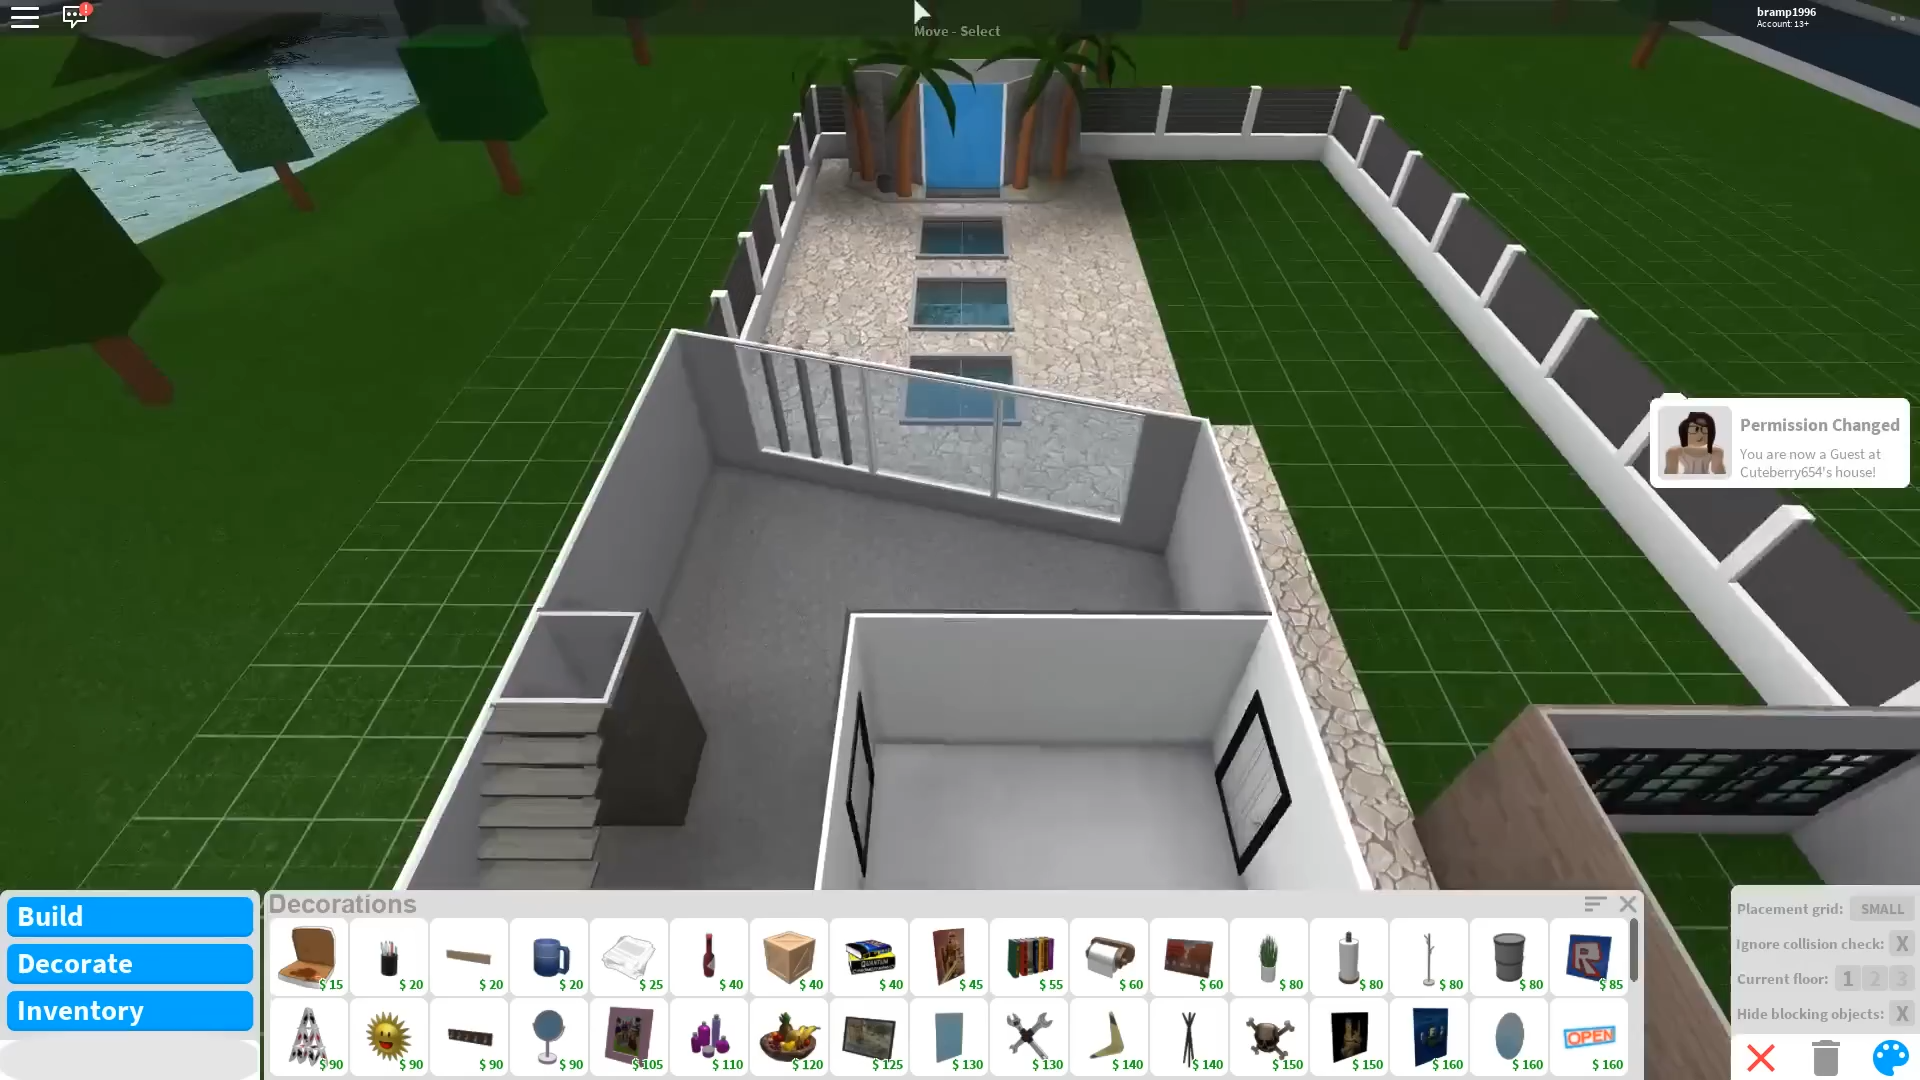 Move - Select
bramp1996
Account: 13+
Permission Changed
You are now a Guest at
Cuteberry654's house!
Build
Decorate
Inventory
Decorations
$ 15
$ 20
$ 20
$ 20
$ 25
$ 40
$ 40
$ 40
$ 45
$ 55
$ 60
$ 60
$ 80
$ 80
$ 80
$ 80
$ 85
$ 90
$ 90
$ 90
$ 90
$ 105
$ 110
$ 120
$ 125
$ 130
$ 130
$ 140
$ 140
$ 150
$ 150
$ 160
$ 160
OPEN
$ 160
Placement grid: SMALL
Ignore collision check: X
Current floor: 1 2 3
Hide blocking objects: X